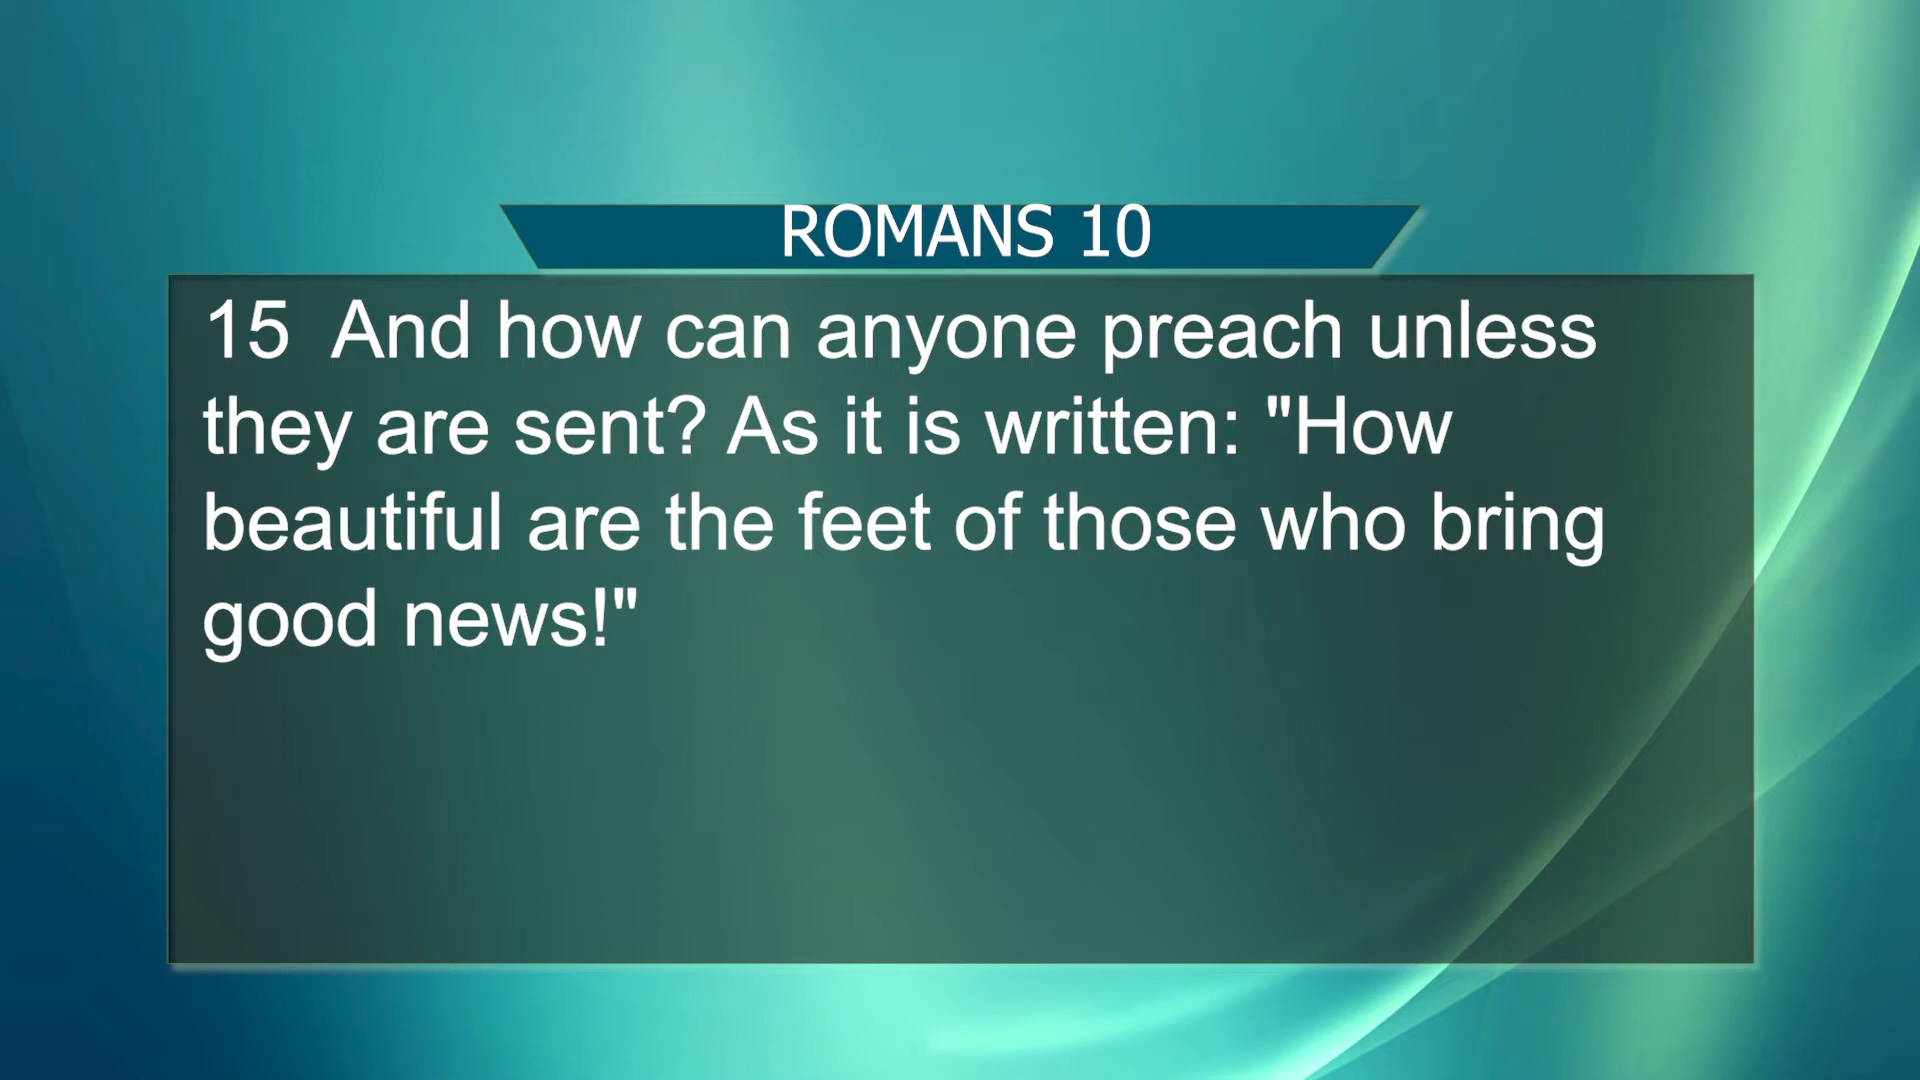 ROMANS 10
15  And how can anyone preach unless
they are sent? As it is written: "How
beautiful are the feet of those who bring
good news!"